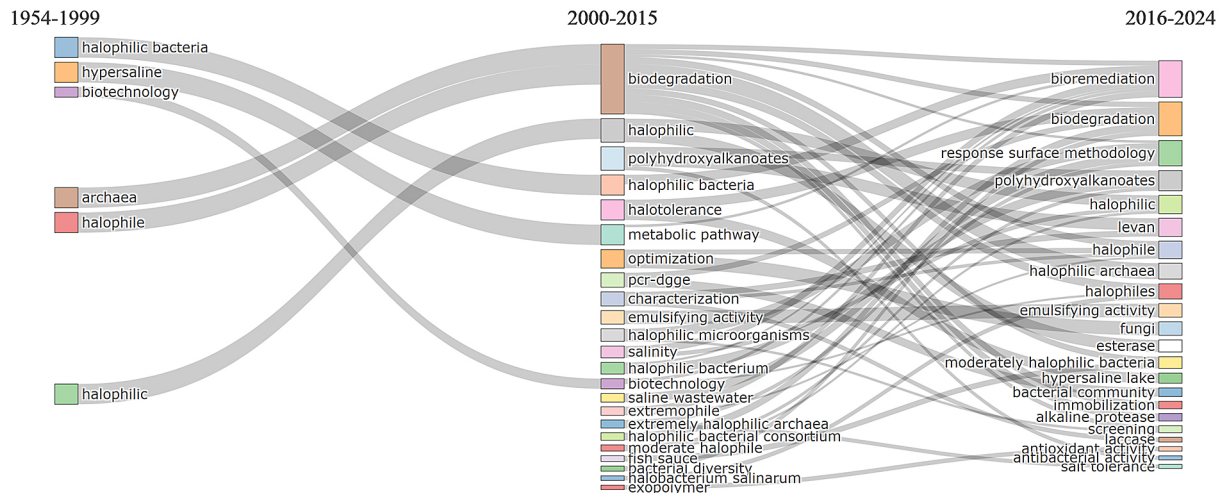 1954-1999
2000-2015
2016-2024
halophilic bacteria
hypersaline
biotechnology
archaea
halophile
halophilic
biodegradation
halophilic
polyhydroxyalkanoates
halophilic bacteria
halotolerance
metabolic pathway
optimization
pcr-dgge
characterization
emulsifying activity
halophilic microorganisms
salinity
halophilic bacterium
biotechnology
saline wastewater
extremophile
extremely halophilic archaea
halophilic bacterial consortium
moderate halophile
fish sauce
bacterial diversity
halobacterium salinarum
exopolymer
bioremediation
biodegradation
response surface methodology
polyhydroxyalkanoates
halophilic
levan
halophile
halophilic archaea
halophiles
emulsifying activity
fungi
esterase
moderately halophilic bacteria
hypersaline lake
bacterial community
immobilization
alkaline protease
screening
laccase
antioxidant activity
antibacterial activity
salt tolerance